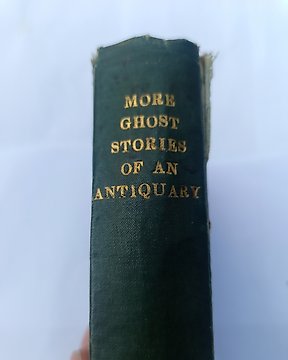 MORE
GHOST
STORIES
OF AN
ANTIQUARY